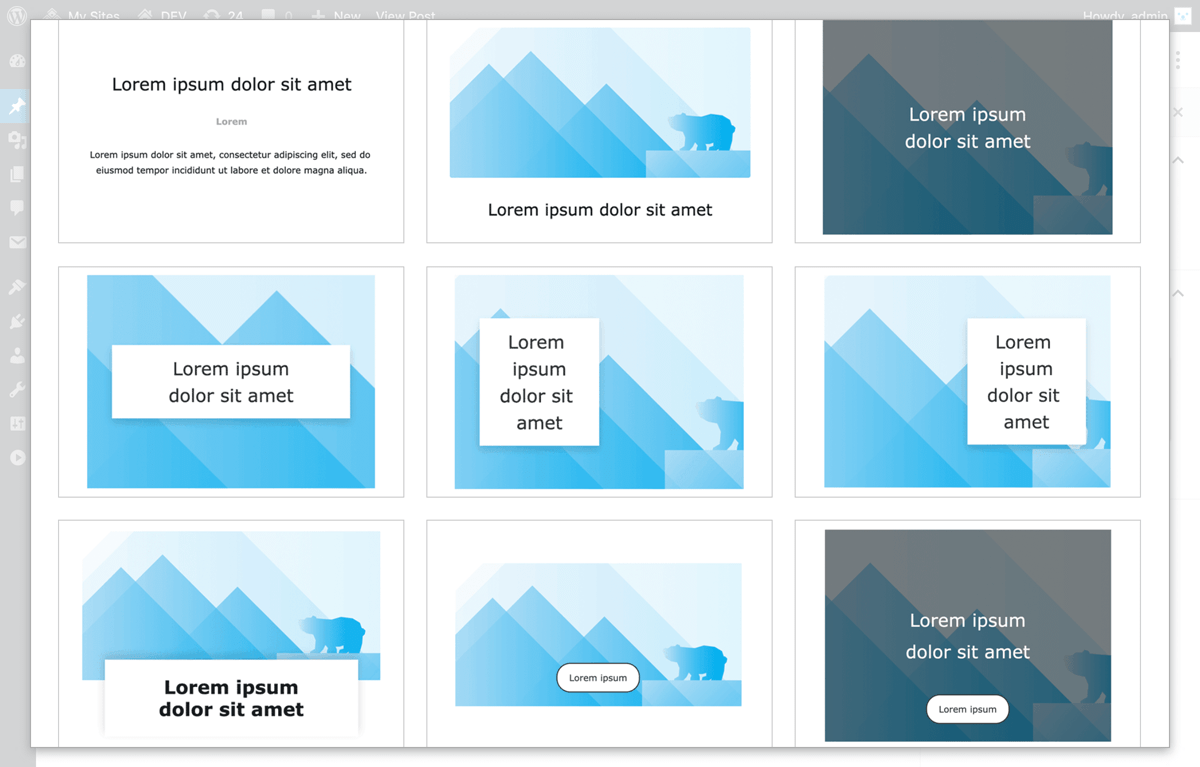 My Sites DEV 24 0 New View Post Howdy, admin
Lorem ipsum dolor sit amet
Lorem
Lorem ipsum dolor sit amet, consectetur adipiscing elit, sed do
eiusmod tempor incididunt ut labore et dolore magna aliqua.
Lorem ipsum dolor sit amet
Lorem ipsum
dolor sit amet
Lorem ipsum
dolor sit amet
Lorem
ipsum
dolor sit
amet
Lorem
ipsum
dolor sit
amet
Lorem ipsum
dolor sit amet
Lorem ipsum
Lorem ipsum
dolor sit amet
Lorem ipsum